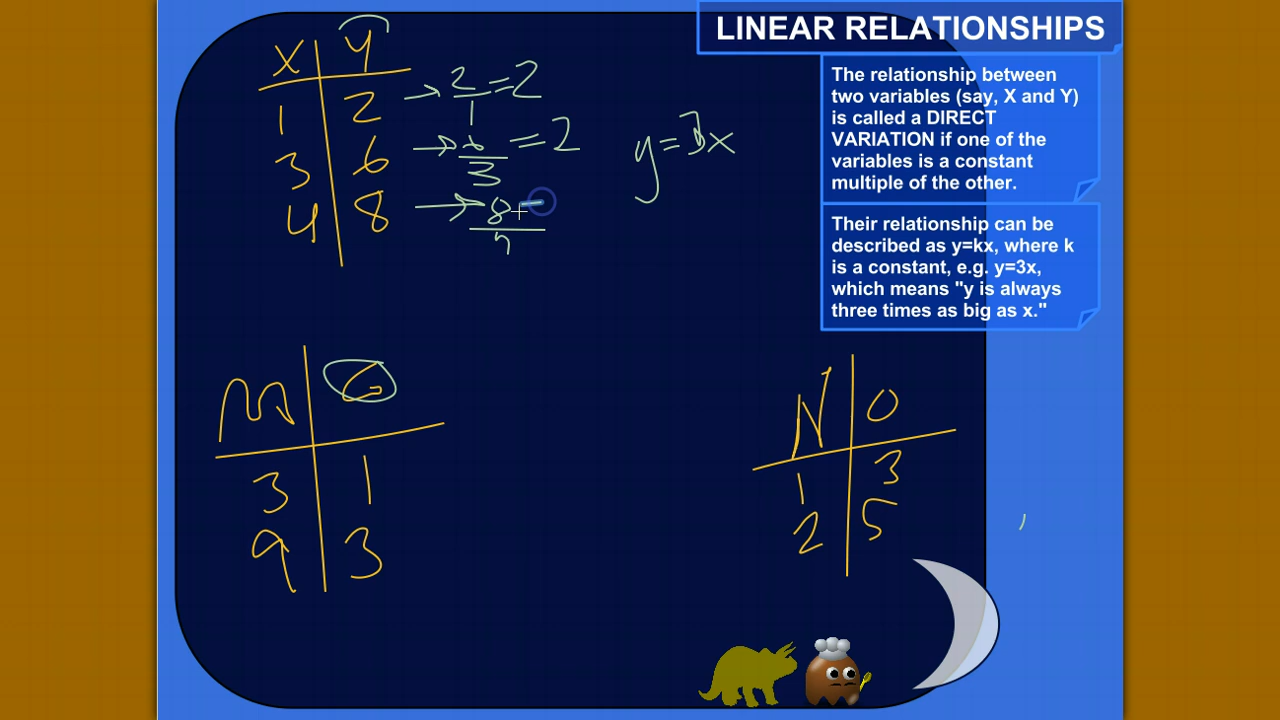 LINEAR RELATIONSHIPS
The relationship between
two variables (say, X and Y)
is called a DIRECT
VARIATION if one of the
variables is a constant
multiple of the other.
Their relationship can be
described as y=kx, where k
is a constant, e.g. y=3x,
which means "y is always
three times as big as x."
X Y
1 2 → 2/1 = 2
3 6 → 6/3 = 2
4 8 → 8/
y= x
M G
3 1
9 3
N O
1 3
2 5